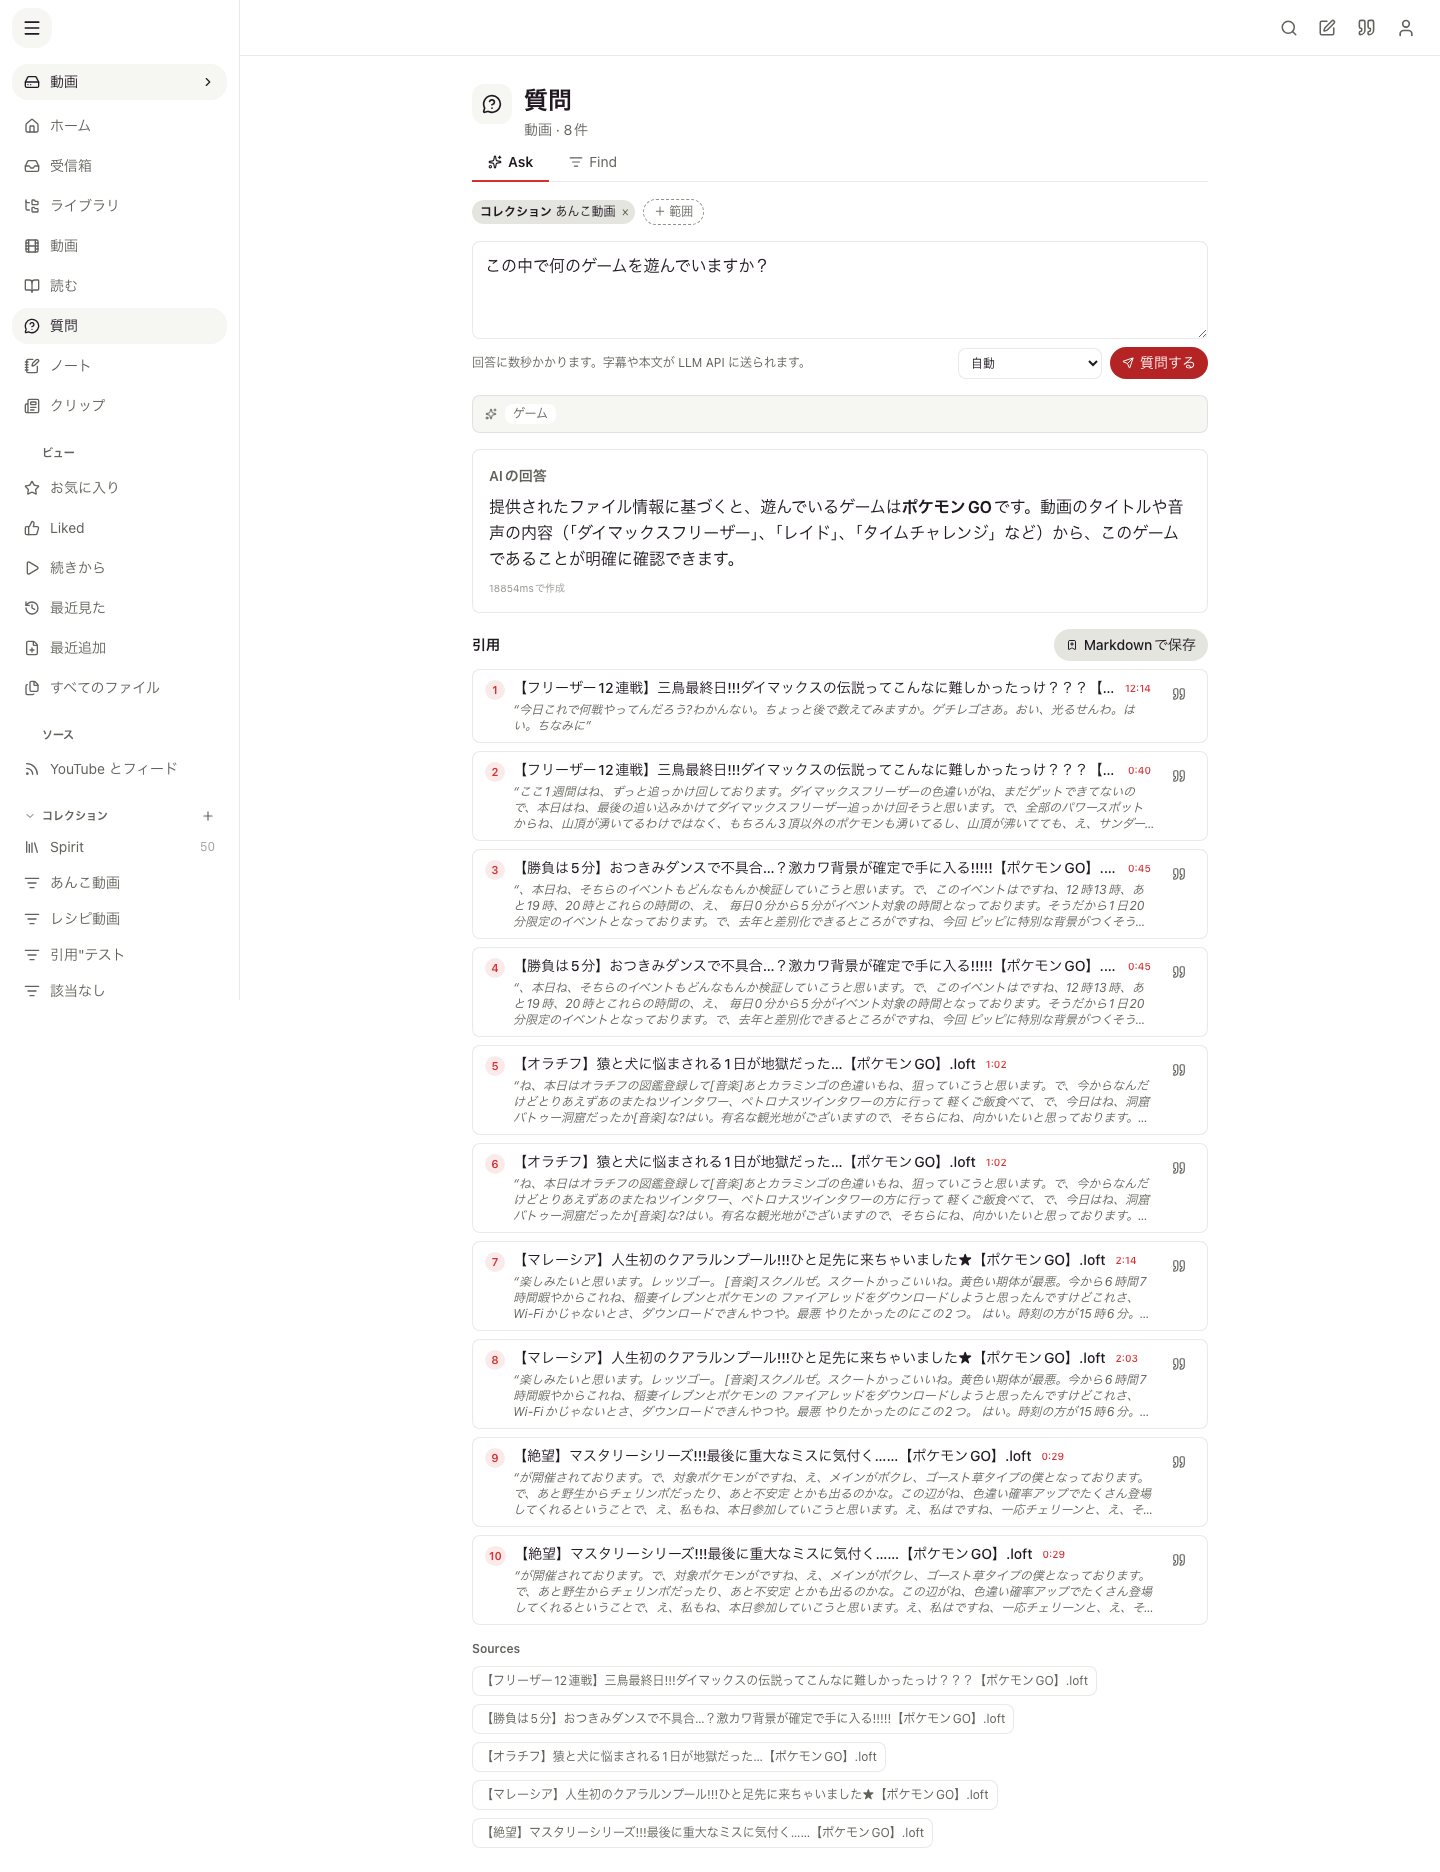 動画
ホーム
受信箱
ライブラリ
動画
読む
質問
ノート
クリップ
ビュー
お気に入り
Liked
続きから
最近見た
最近追加
すべてのファイル
ソース
YouTube とフィード
コレクション
Spirit 50
あんこ動画
レシピ動画
引用"テスト
該当なし
質問
動画 · 8件
Ask Find
コレクション あんこ動画 × + 範囲
この中で何のゲームを遊んでいますか？
回答に数秒かかります。字幕や本文が LLM API に送られます。
自動
質問する
ゲーム
AIの回答
提供されたファイル情報に基づくと、遊んでいるゲームはポケモンGOです。動画のタイトルや音
声の内容（「ダイマックスフリーザー」、「レイド」、「タイムチャレンジ」など）から、このゲーム
であることが明確に確認できます。
18854msで作成
引用
Markdownで保存
1 【フリーザー12連戦】三鳥最終日!!!ダイマックスの伝説ってこんなに難しかったっけ？？？【... 12:14
“今日これで何戦やってんだろう?わかんない。ちょっと後で数えてみますか。ゲチレゴさあ。おい、光るせんわ。は
い。ちなみに”
2 【フリーザー12連戦】三鳥最終日!!!ダイマックスの伝説ってこんなに難しかったっけ？？？【... 0:40
“ここ1週間はね、ずっと追っかけ回しております。ダイマックスフリーザーの色違いがね、まだゲットできてないの
で、本日はね、最後の追い込みかけてダイマックスフリーザー追っかけ回そうと思います。で、全部のパワースポット
からね、山頂が湧いてるわけではなく、もちろん3頂以外のポケモンも湧いてるし、山頂が沸いてても、え、サンダー...
3 【勝負は5分】おつきみダンスで不具合...？激カワ背景が確定で手に入る!!!!!【ポケモンGO】.... 0:45
“、本日ね、そちらのイベントもどんなもんか検証していこうと思います。で、このイベントはですね、12時13時、あ
と19時、20時とこれらの時間の、え、 毎日0分から5分がイベント対象の時間となっております。そうだから1日20
分限定のイベントとなっております。で、去年と差別化できるところがですね、今回 ピッピに特別な背景がつくそう...
4 【勝負は5分】おつきみダンスで不具合...？激カワ背景が確定で手に入る!!!!!【ポケモンGO】.... 0:45
“、本日ね、そちらのイベントもどんなもんか検証していこうと思います。で、このイベントはですね、12時13時、あ
と19時、20時とこれらの時間の、え、 毎日0分から5分がイベント対象の時間となっております。そうだから1日20
分限定のイベントとなっております。で、去年と差別化できるところがですね、今回 ピッピに特別な背景がつくそう...
5 【オラチフ】猿と犬に悩まされる1日が地獄だった...【ポケモンGO】.loft 1:02
“ね、本日はオラチフの図鑑登録して[音楽]あとカラミンゴの色違いもね、狙っていこうと思います。で、今からなんだ
けどとりあえずあのまたねツインタワー、ペトロナスツインタワーの方に行って 軽くご飯食べて、で、今日はね、洞窟
バトゥー洞窟だったか[音楽]な?はい。有名な観光地がございますので、そちらにね、向かいたいと思っております。...
6 【オラチフ】猿と犬に悩まされる1日が地獄だった...【ポケモンGO】.loft 1:02
“ね、本日はオラチフの図鑑登録して[音楽]あとカラミンゴの色違いもね、狙っていこうと思います。で、今からなんだ
けどとりあえずあのまたねツインタワー、ペトロナスツインタワーの方に行って 軽くご飯食べて、で、今日はね、洞窟
バトゥー洞窟だったか[音楽]な?はい。有名な観光地がございますので、そちらにね、向かいたいと思っております。...
7 【マレーシア】人生初のクアラルンプール!!!ひと足先に来ちゃいました★【ポケモンGO】.loft 2:14
“楽しみたいと思います。レッツゴー。 [音楽]スクノルゼ。スクートかっこいいね。黄色い期体が最悪。今から6時間7
時間暇やからこれね、稲妻イレブンとポケモンの ファイアレッドをダウンロードしようと思ったんですけどこれさ、
Wi-Fiかじゃないとさ、ダウンロードできんやつや。最悪 やりたかったのにこの2つ。 はい。時刻の方が15時6分。...
8 【マレーシア】人生初のクアラルンプール!!!ひと足先に来ちゃいました★【ポケモンGO】.loft 2:03
“楽しみたいと思います。レッツゴー。 [音楽]スクノルゼ。スクートかっこいいね。黄色い期体が最悪。今から6時間7
時間暇やからこれね、稲妻イレブンとポケモンの ファイアレッドをダウンロードしようと思ったんですけどこれさ、
Wi-Fiかじゃないとさ、ダウンロードできんやつや。最悪 やりたかったのにこの2つ。 はい。時刻の方が15時6分。...
9 【絶望】マスタリーシリーズ!!!最後に重大なミスに気付く......【ポケモンGO】.loft 0:29
“が開催されております。で、対象ポケモンがですね、え、メインがボクレ、ゴースト草タイプの僕となっております。
で、あと野生からチェリンボだったり、あと不安定 とかも出るのかな。この辺がね、色違い確率アップでたくさん登場
してくれるということで、え、私もね、本日参加していこうと思います。え、私はですね、一応チェリーンと、え、そ...
10 【絶望】マスタリーシリーズ!!!最後に重大なミスに気付く......【ポケモンGO】.loft 0:29
“が開催されております。で、対象ポケモンがですね、え、メインがボクレ、ゴースト草タイプの僕となっております。
で、あと野生からチェリンボだったり、あと不安定 とかも出るのかな。この辺がね、色違い確率アップでたくさん登場
してくれるということで、え、私もね、本日参加していこうと思います。え、私はですね、一応チェリーンと、え、そ...
Sources
【フリーザー12連戦】三鳥最終日!!!ダイマックスの伝説ってこんなに難しかったっけ？？？【ポケモンGO】.loft
【勝負は5分】おつきみダンスで不具合...？激カワ背景が確定で手に入る!!!!!【ポケモンGO】.loft
【オラチフ】猿と犬に悩まされる1日が地獄だった...【ポケモンGO】.loft
【マレーシア】人生初のクアラルンプール!!!ひと足先に来ちゃいました★【ポケモンGO】.loft
【絶望】マスタリーシリーズ!!!最後に重大なミスに気付く......【ポケモンGO】.loft